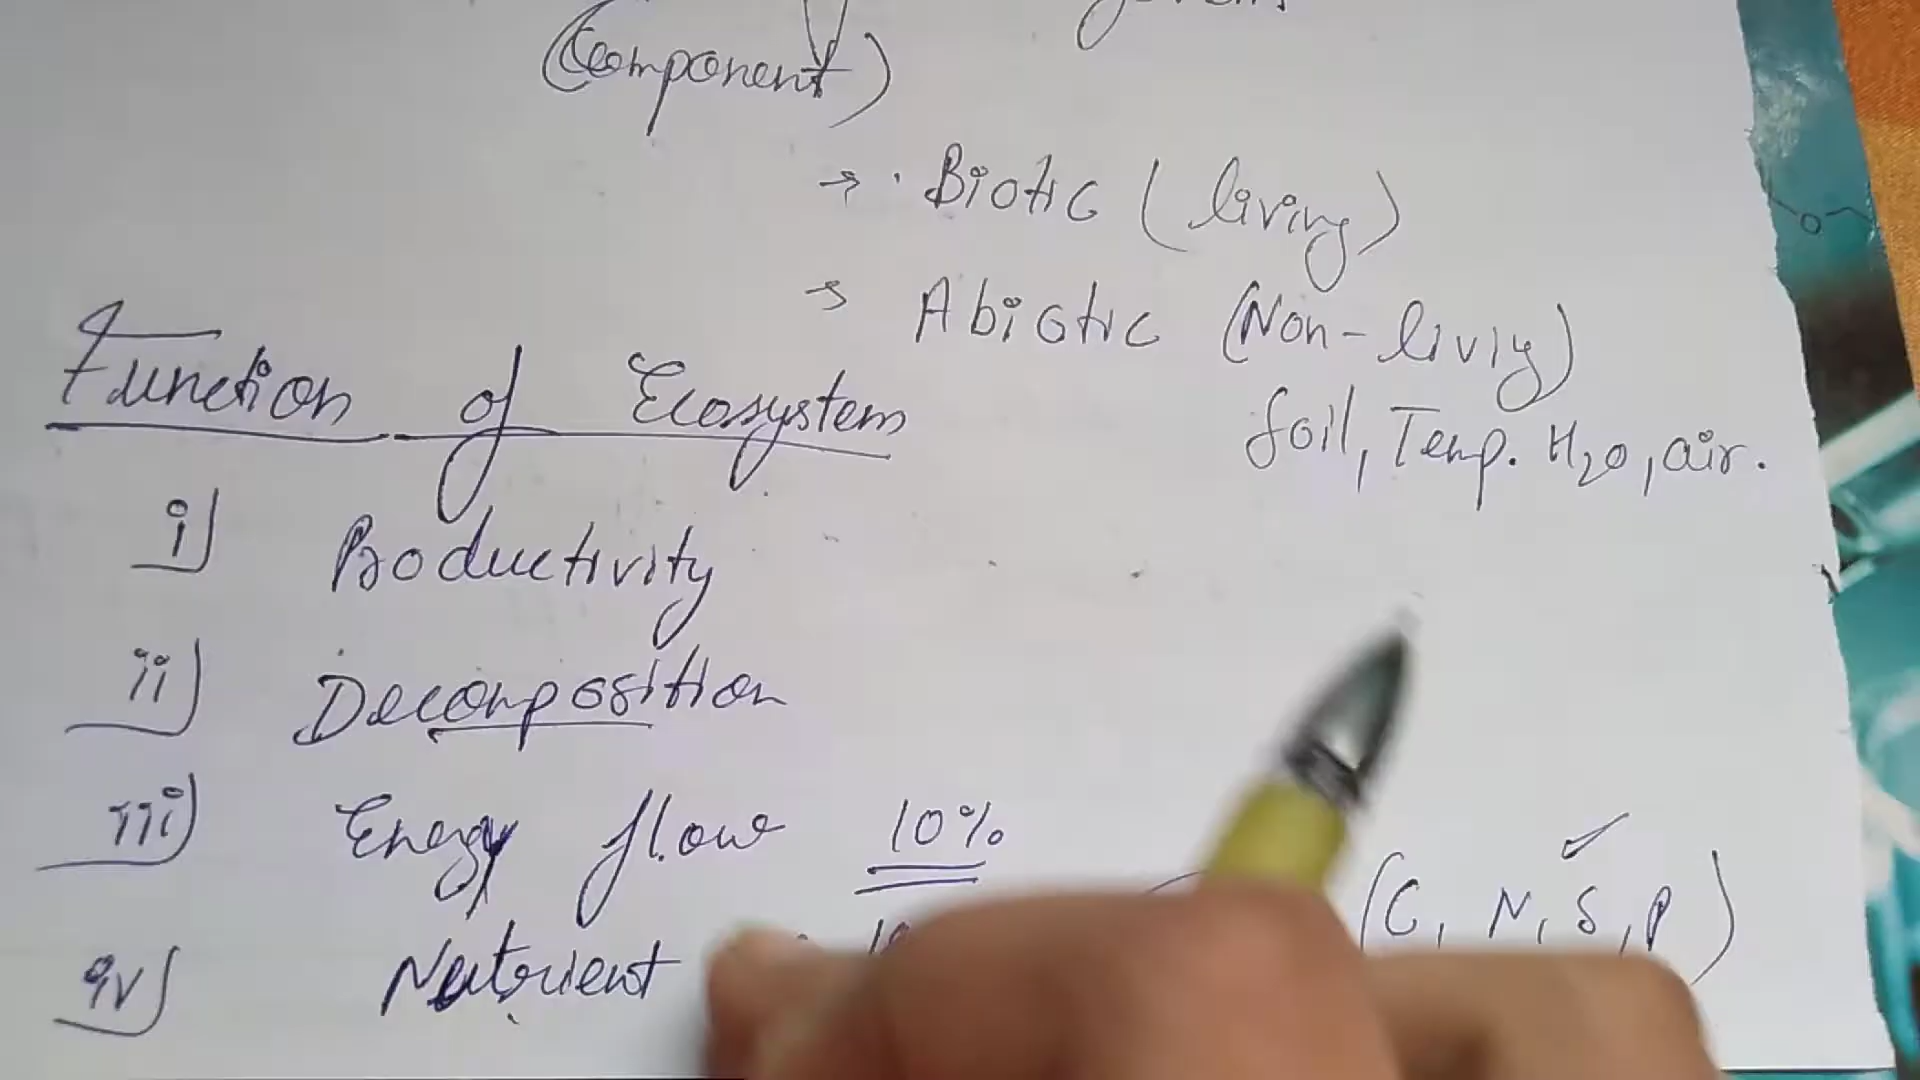 (Component)
→ Biotic (living)
→ Abiotic (Non-liviy)
Soil, Temp. H2O, air.
Function of Ecosystem
i) Productivity
ii) Decomposition
iii) Energy flow 10%
(C, N, S, P)
iv) Nutrient